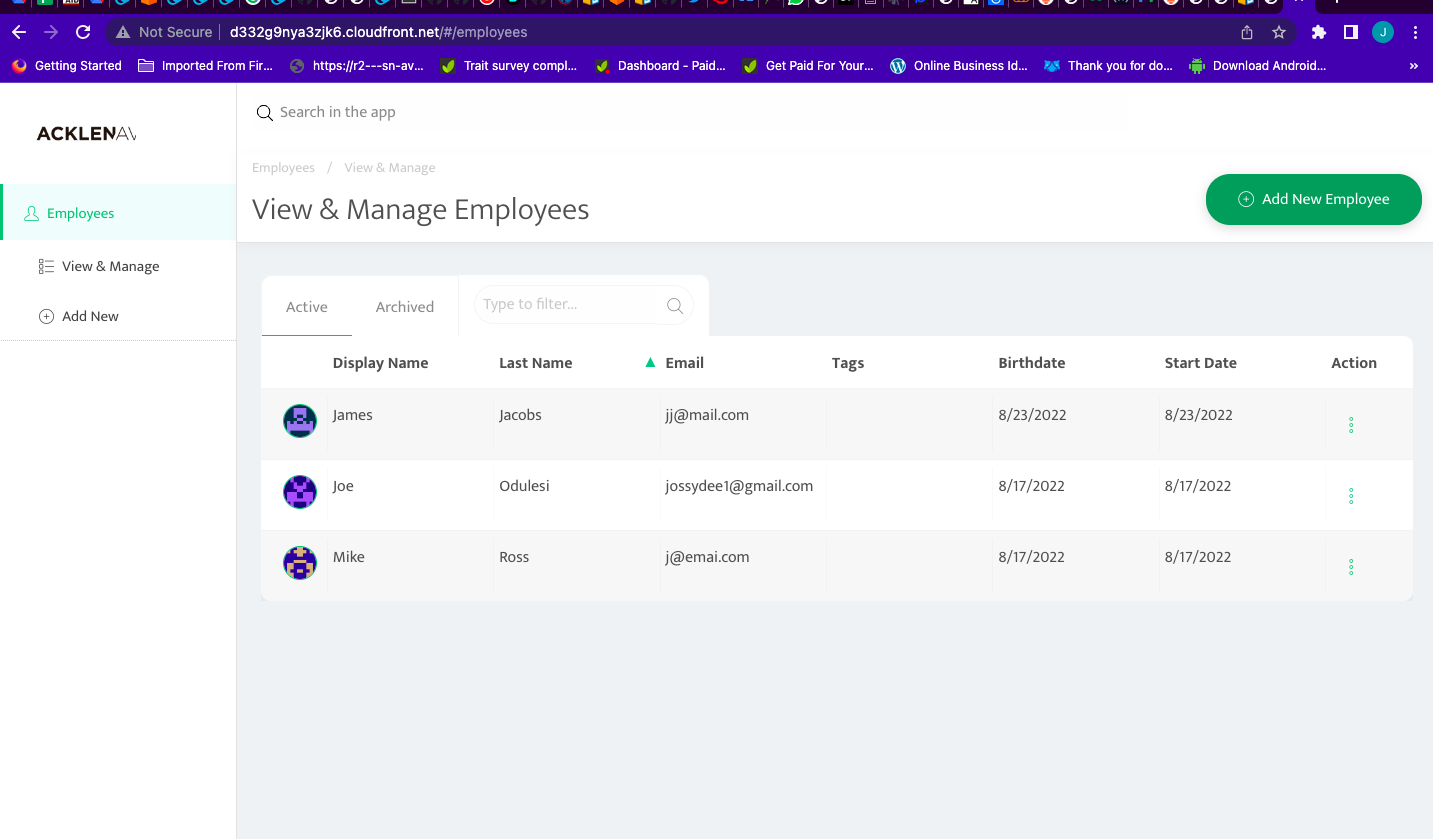 Not Secure d332g9nya3zjk6.cloudfront.net/#/employees J
Getting Started Imported From Fir... https://r2---sn-av... Trait survey compl... Dashboard - Paid... Get Paid For Your... Online Business Id... Thank you for do... Download Android... »
ACKLENAV
Search in the app
Employees / View & Manage
View & Manage Employees
Add New Employee
Employees
View & Manage
Add New
Active Archived Type to filter...
Display Name Last Name Email Tags Birthdate Start Date Action
James Jacobs jj@mail.com 8/23/2022 8/23/2022
Joe Odulesi jossydee1@gmail.com 8/17/2022 8/17/2022
Mike Ross j@emai.com 8/17/2022 8/17/2022